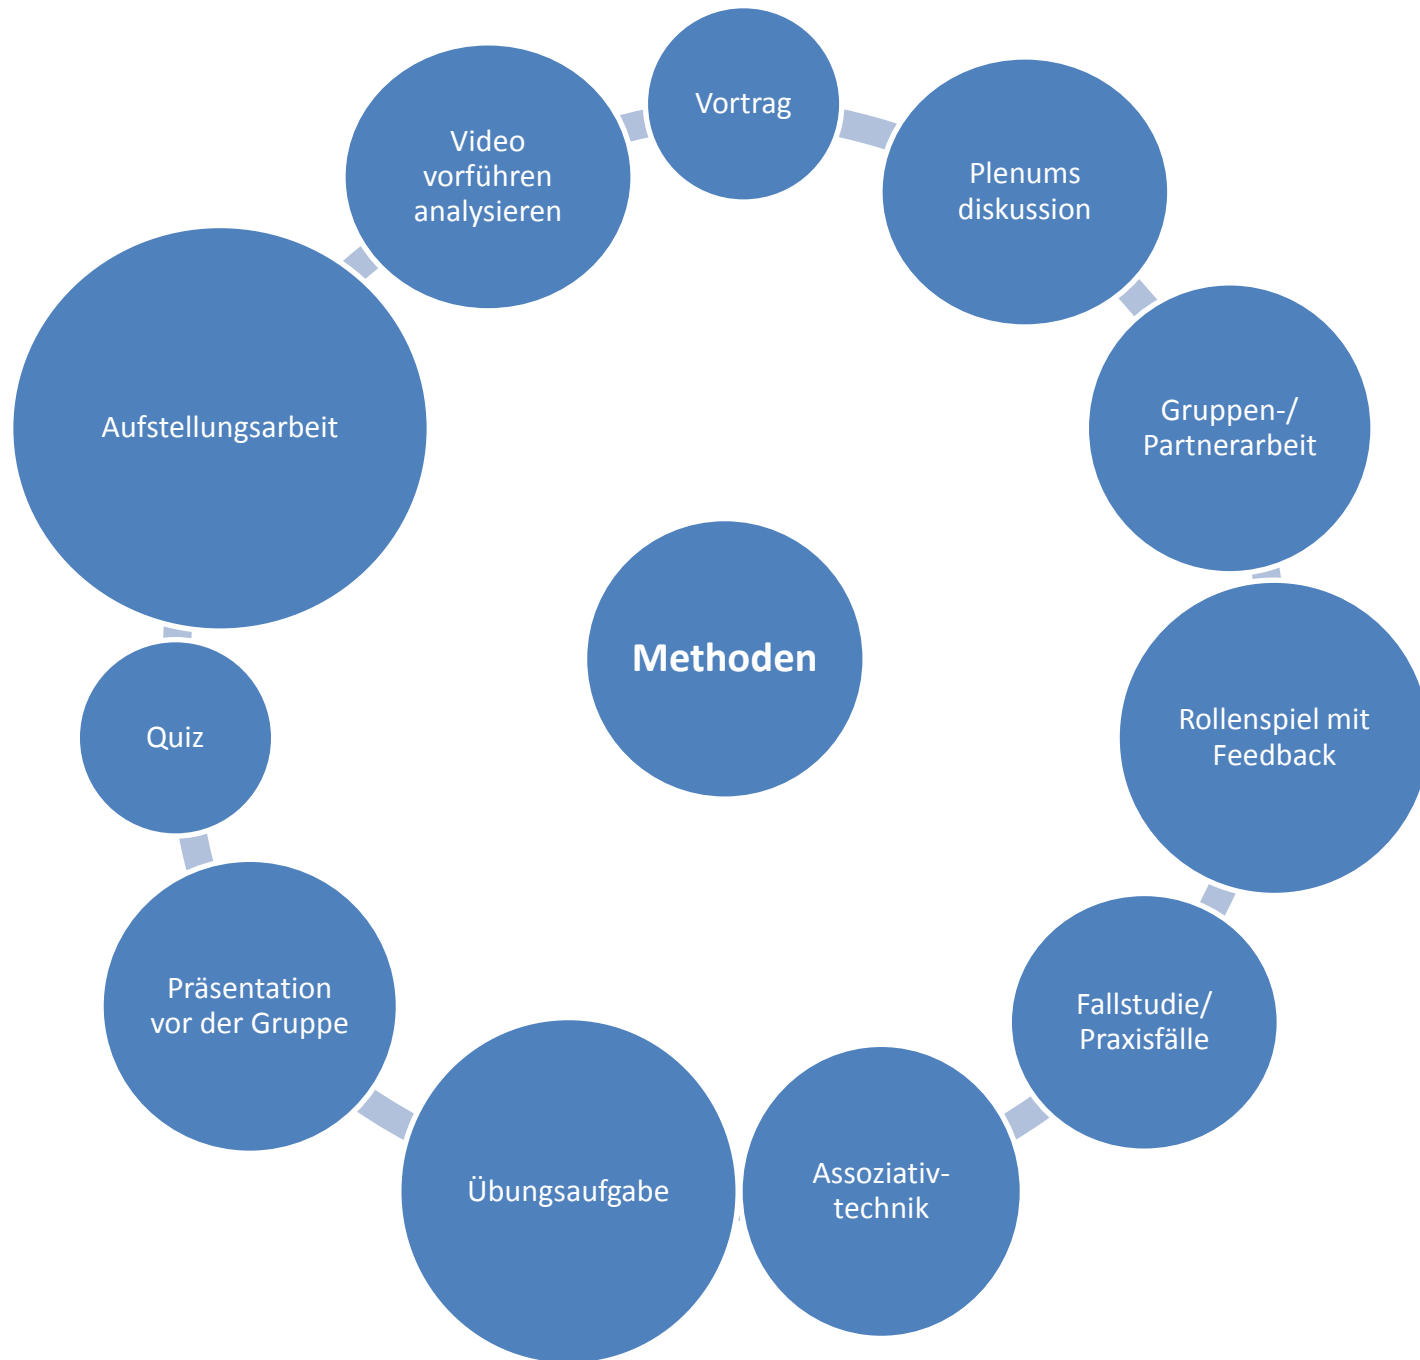 Vortrag
Plenums
diskussion
Gruppen-/
Partnerarbeit
Rollenspiel mit
Feedback
Fallstudie/
Praxisfälle
Assoziativ-
technik
Übungsaufgabe
Präsentation
vor der Gruppe
Quiz
Aufstellungsarbeit
Video
vorführen
analysieren
Methoden